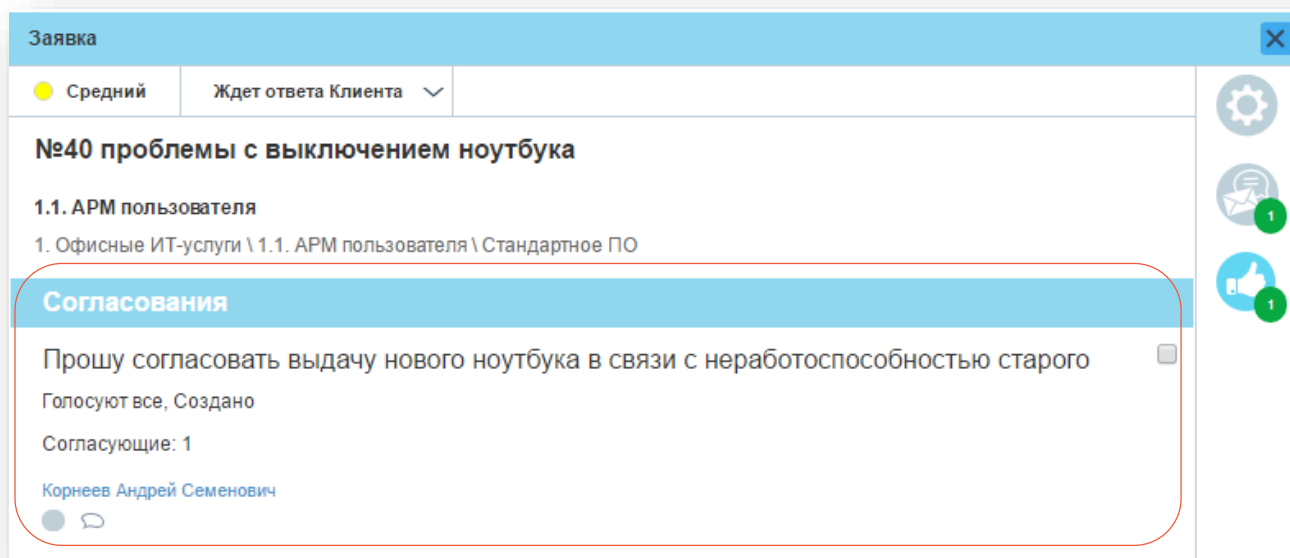 Заявка
Средний
Ждет ответа Клиента
№40 проблемы с выключением ноутбука
1.1. АРМ пользователя
1. Офисные ИТ-услуги \ 1.1. АРМ пользователя \ Стандартное ПО
1
Согласования
1
Прошу согласовать выдачу нового ноутбука в связи с неработоспособностью старого
Голосуют все, Создано
Согласующие: 1
Корнеев Андрей Семенович